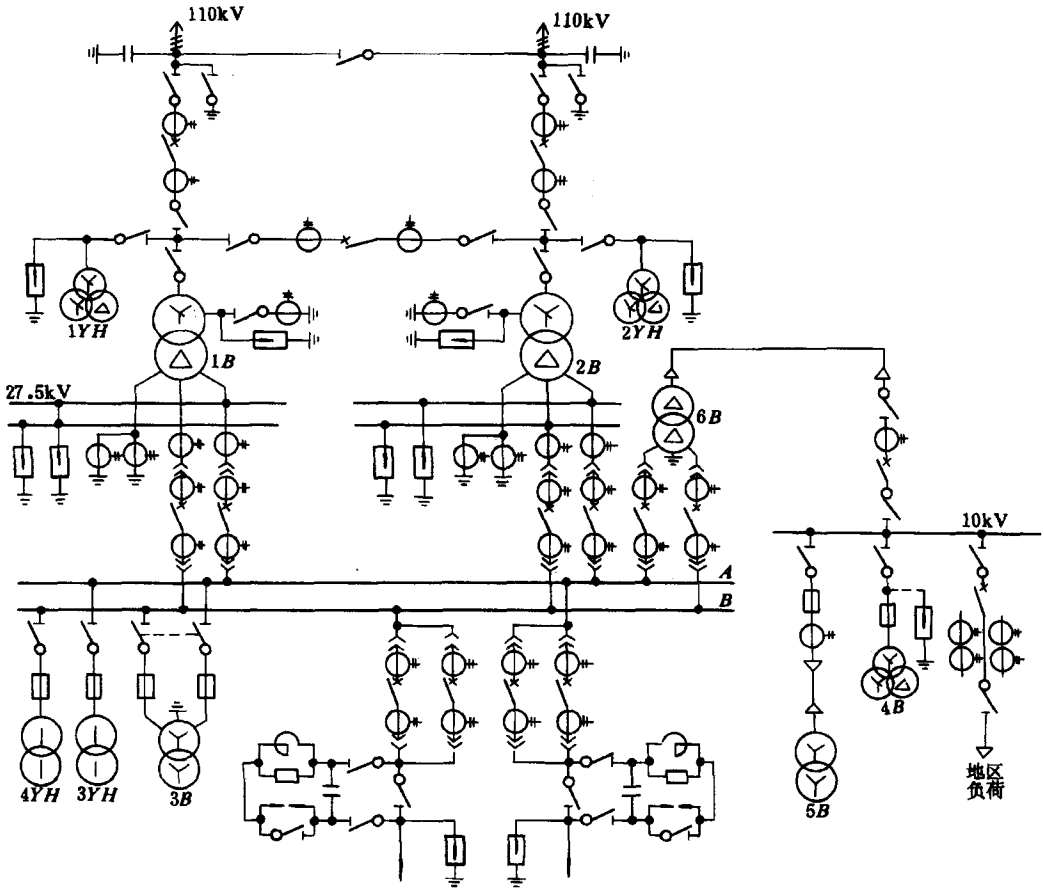 110kV
110kV
1YH
2YH
1B
2B
27.5kV
6B
10kV
A
B
4YH
3YH
3B
4B
5B
地区
负荷